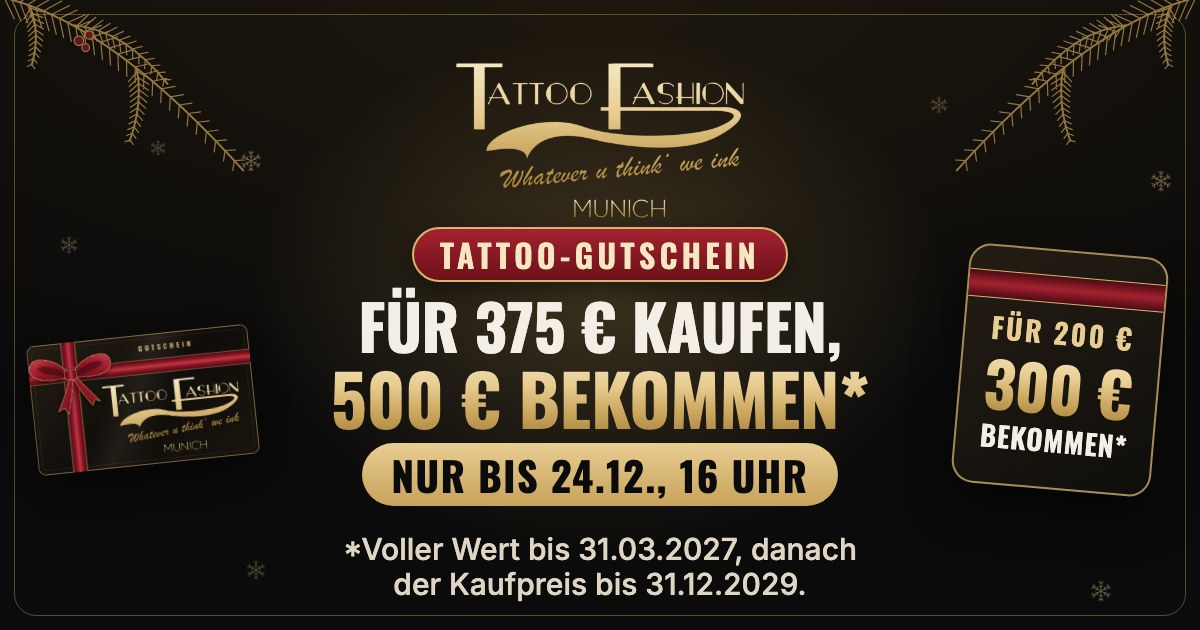 TATTOO FASHION
Whatever u think' we ink
MUNICH
TATTOO-GUTSCHEIN
FÜR 375 € KAUFEN,
500 € BEKOMMEN*
NUR BIS 24.12., 16 UHR
*Voller Wert bis 31.03.2027, danach
der Kaufpreis bis 31.12.2029.
GUTSCHEIN
TATTOO FASHION
Whatever u think' we ink
MUNICH
FÜR 200 €
300 €
BEKOMMEN*